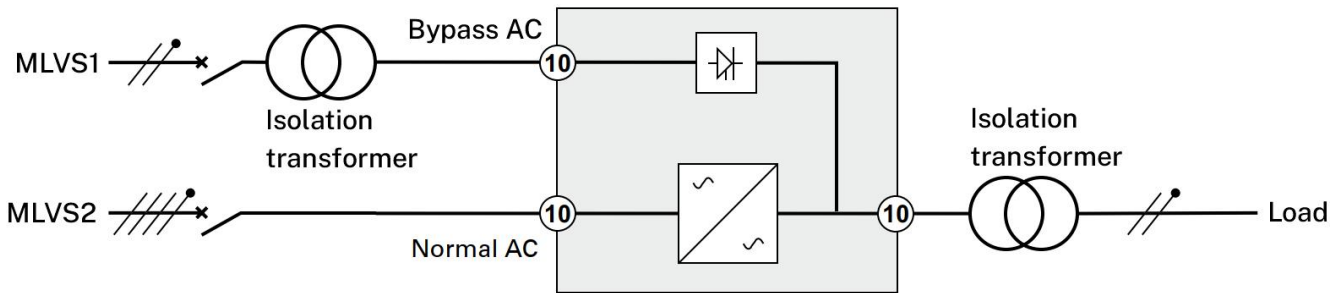 Bypass AC
MLVS1
10
Isolation
transformer
Isolation
transformer
MLVS2
10
10
Load
Normal AC